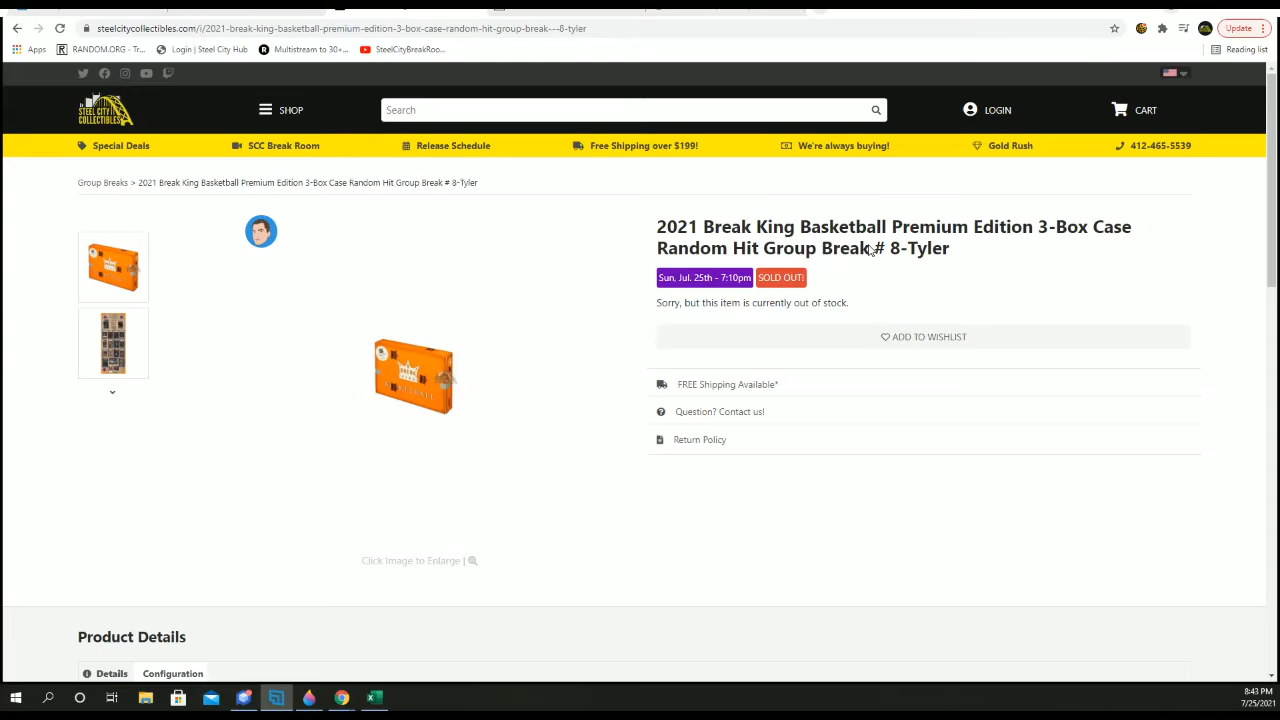 steelcitycollectibles.com/i/2021-break-king-basketball-premium-edition-3-box-case-random-hit-group-break---8-tyler
Update
Apps
RANDOM.ORG - Tr...
Login | Steel City Hub
Multistream to 30+...
SteelCityBreakRoo...
Reading list
STEEL CITY
COLLECTIBLES
SHOP
Search
LOGIN
CART
Special Deals
SCC Break Room
Release Schedule
Free Shipping over $199!
We're always buying!
Gold Rush
412-465-5539
Group Breaks > 2021 Break King Basketball Premium Edition 3-Box Case Random Hit Group Break # 8-Tyler
2021 Break King Basketball Premium Edition 3-Box Case
Random Hit Group Break # 8-Tyler
Sun, Jul. 25th - 7:10pm
SOLD OUT!
Sorry, but this item is currently out of stock.
ADD TO WISHLIST
FREE Shipping Available*
Question? Contact us!
Return Policy
Click Image to Enlarge |
Product Details
Details
Configuration
8:43 PM
7/25/2021